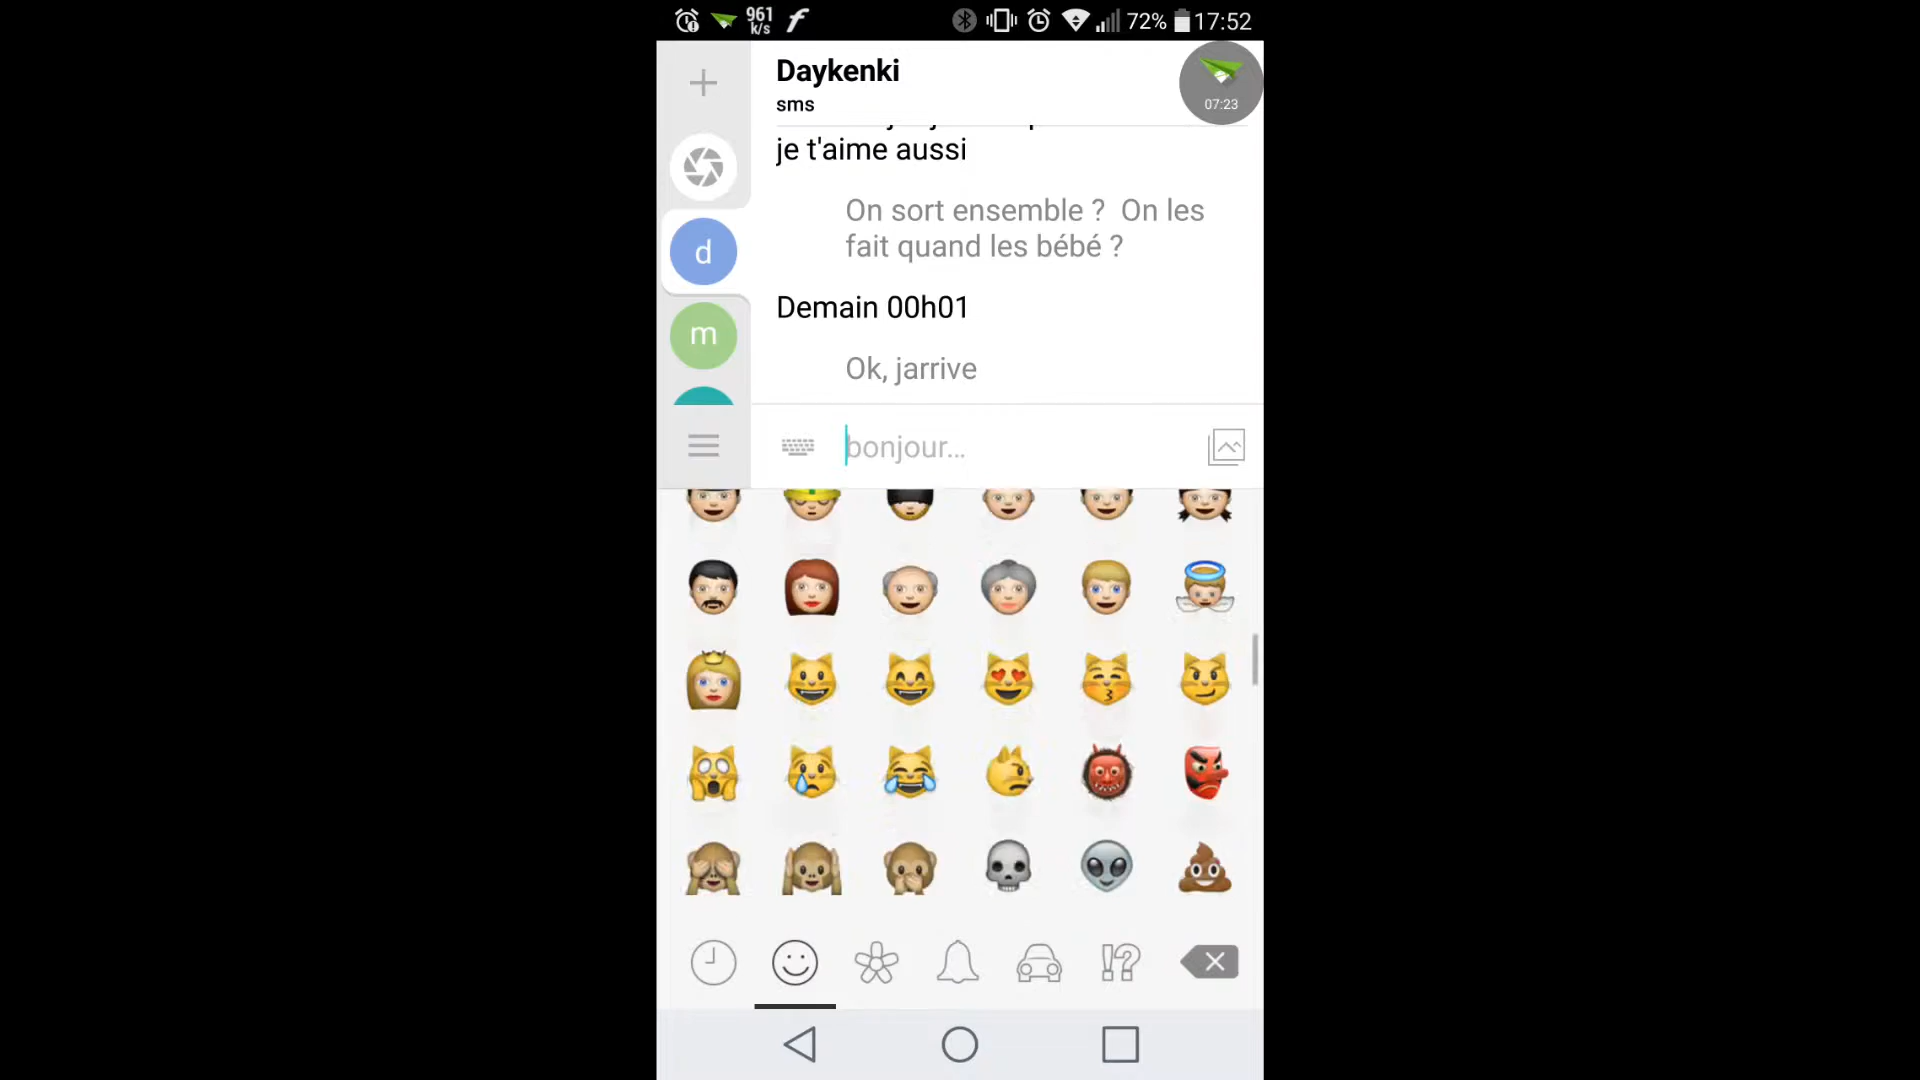 961
k/s
72%
17:52
Daykenki
sms
07:23
je t'aime aussi
On sort ensemble ?  On les
fait quand les bébé ?
Demain 00h01
Ok, jarrive
d
m
bonjour...
!?